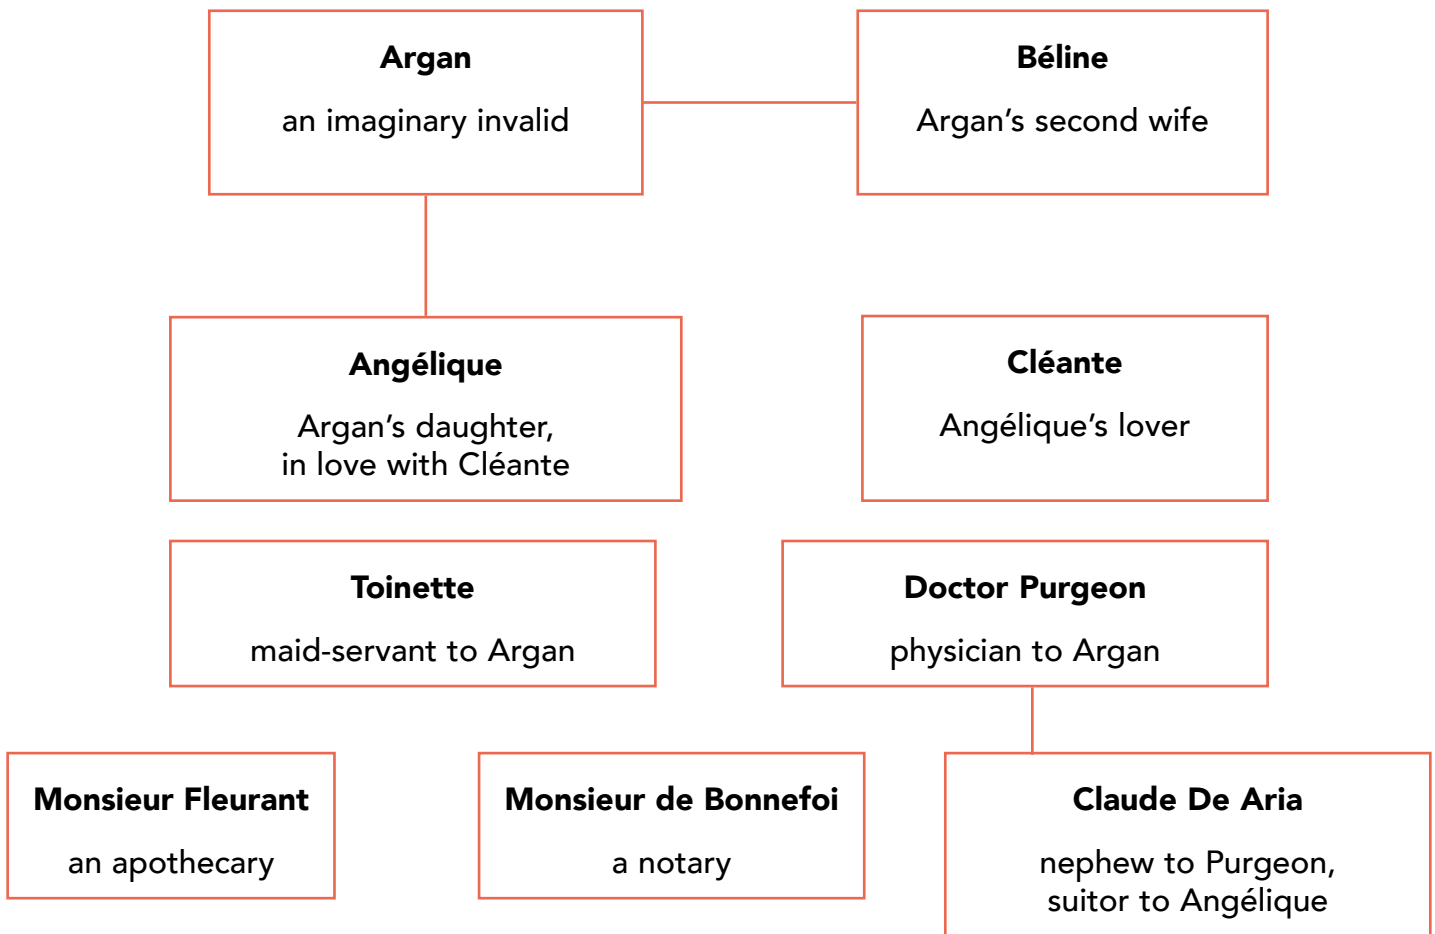 Argan
an imaginary invalid
Béline
Argan’s second wife
Angélique
Argan’s daughter,
in love with Cléante
Cléante
Angélique’s lover
Toinette
maid-servant to Argan
Doctor Purgeon
physician to Argan
Monsieur Fleurant
an apothecary
Monsieur de Bonnefoi
a notary
Claude De Aria
nephew to Purgeon,
suitor to Angélique